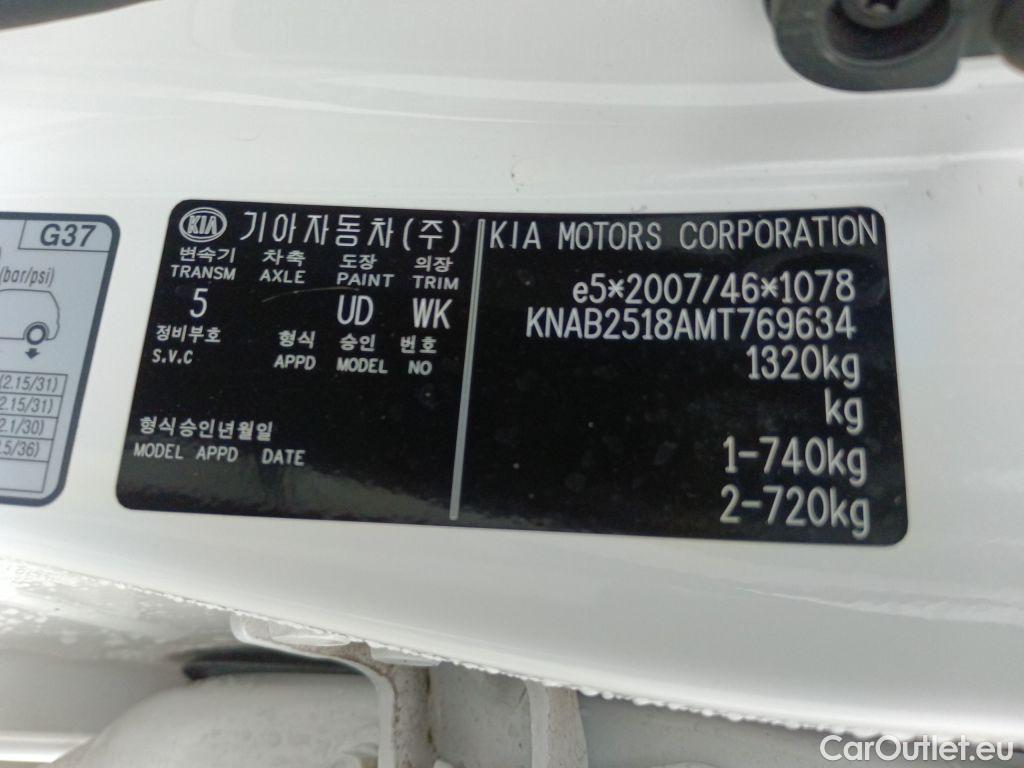 G37
(bar/psi)
(2.15/31)
(2.15/31)
2.1/30)
.5/36)
KIA 기아자동차(주)
변속기 차축 도장 의장
TRANSM AXLE PAINT TRIM
5 UD WK
정비부호 형식 승인 번호
S.V.C APPD MODEL NO
형식승인년월일
MODEL APPD DATE
KIA MOTORS CORPORATION
e5*2007/46*1078
KNAB2518AMT769634
1320kg
kg
1-740kg
2-720kg
CarOutlet.eu